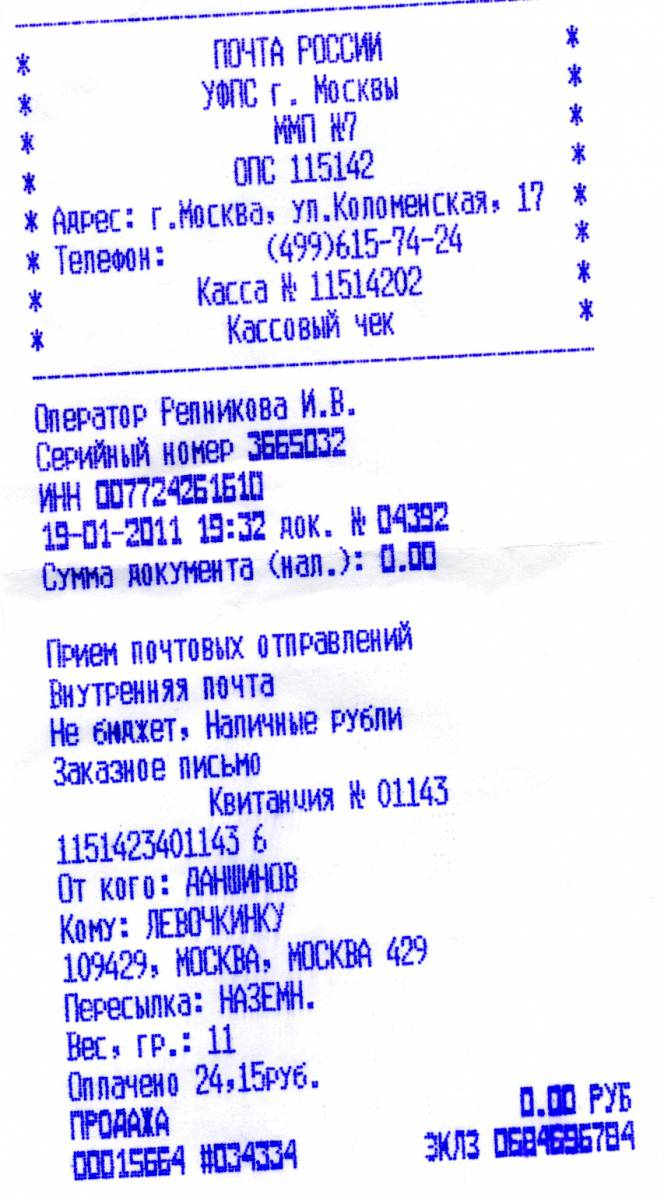 * ПОЧТА РОССИИ *
* УФПС г. Москвы *
* ММП №7 *
* ОПС 115142 *
* Адрес: г.Москва, ул.Коломенская, 17 *
* Телефон: (499)615-74-24 *
* Касса № 11514202 *
* Кассовый чек *
Оператор Репникова И.В.
Серийный номер 3665032
ИНН 007724261610
19-01-2011 19:32 док. № 04392
Сумма документа (нал.): 0.00
Прием почтовых отправлений
Внутренняя почта
Не бюджет, Наличные рубли
Заказное письмо
Квитанция № 01143
1151423401143 6
От кого: ДАНШИНОВ
Кому: ЛЕВОЧКИНКУ
109429, МОСКВА, МОСКВА 429
Пересылка: НАЗЕМН.
Вес, гр.: 11
Оплачено 24,15руб.
ПРОДАЖА 0.00 РУБ
00015664 #034334 ЭКЛЗ 0684696784